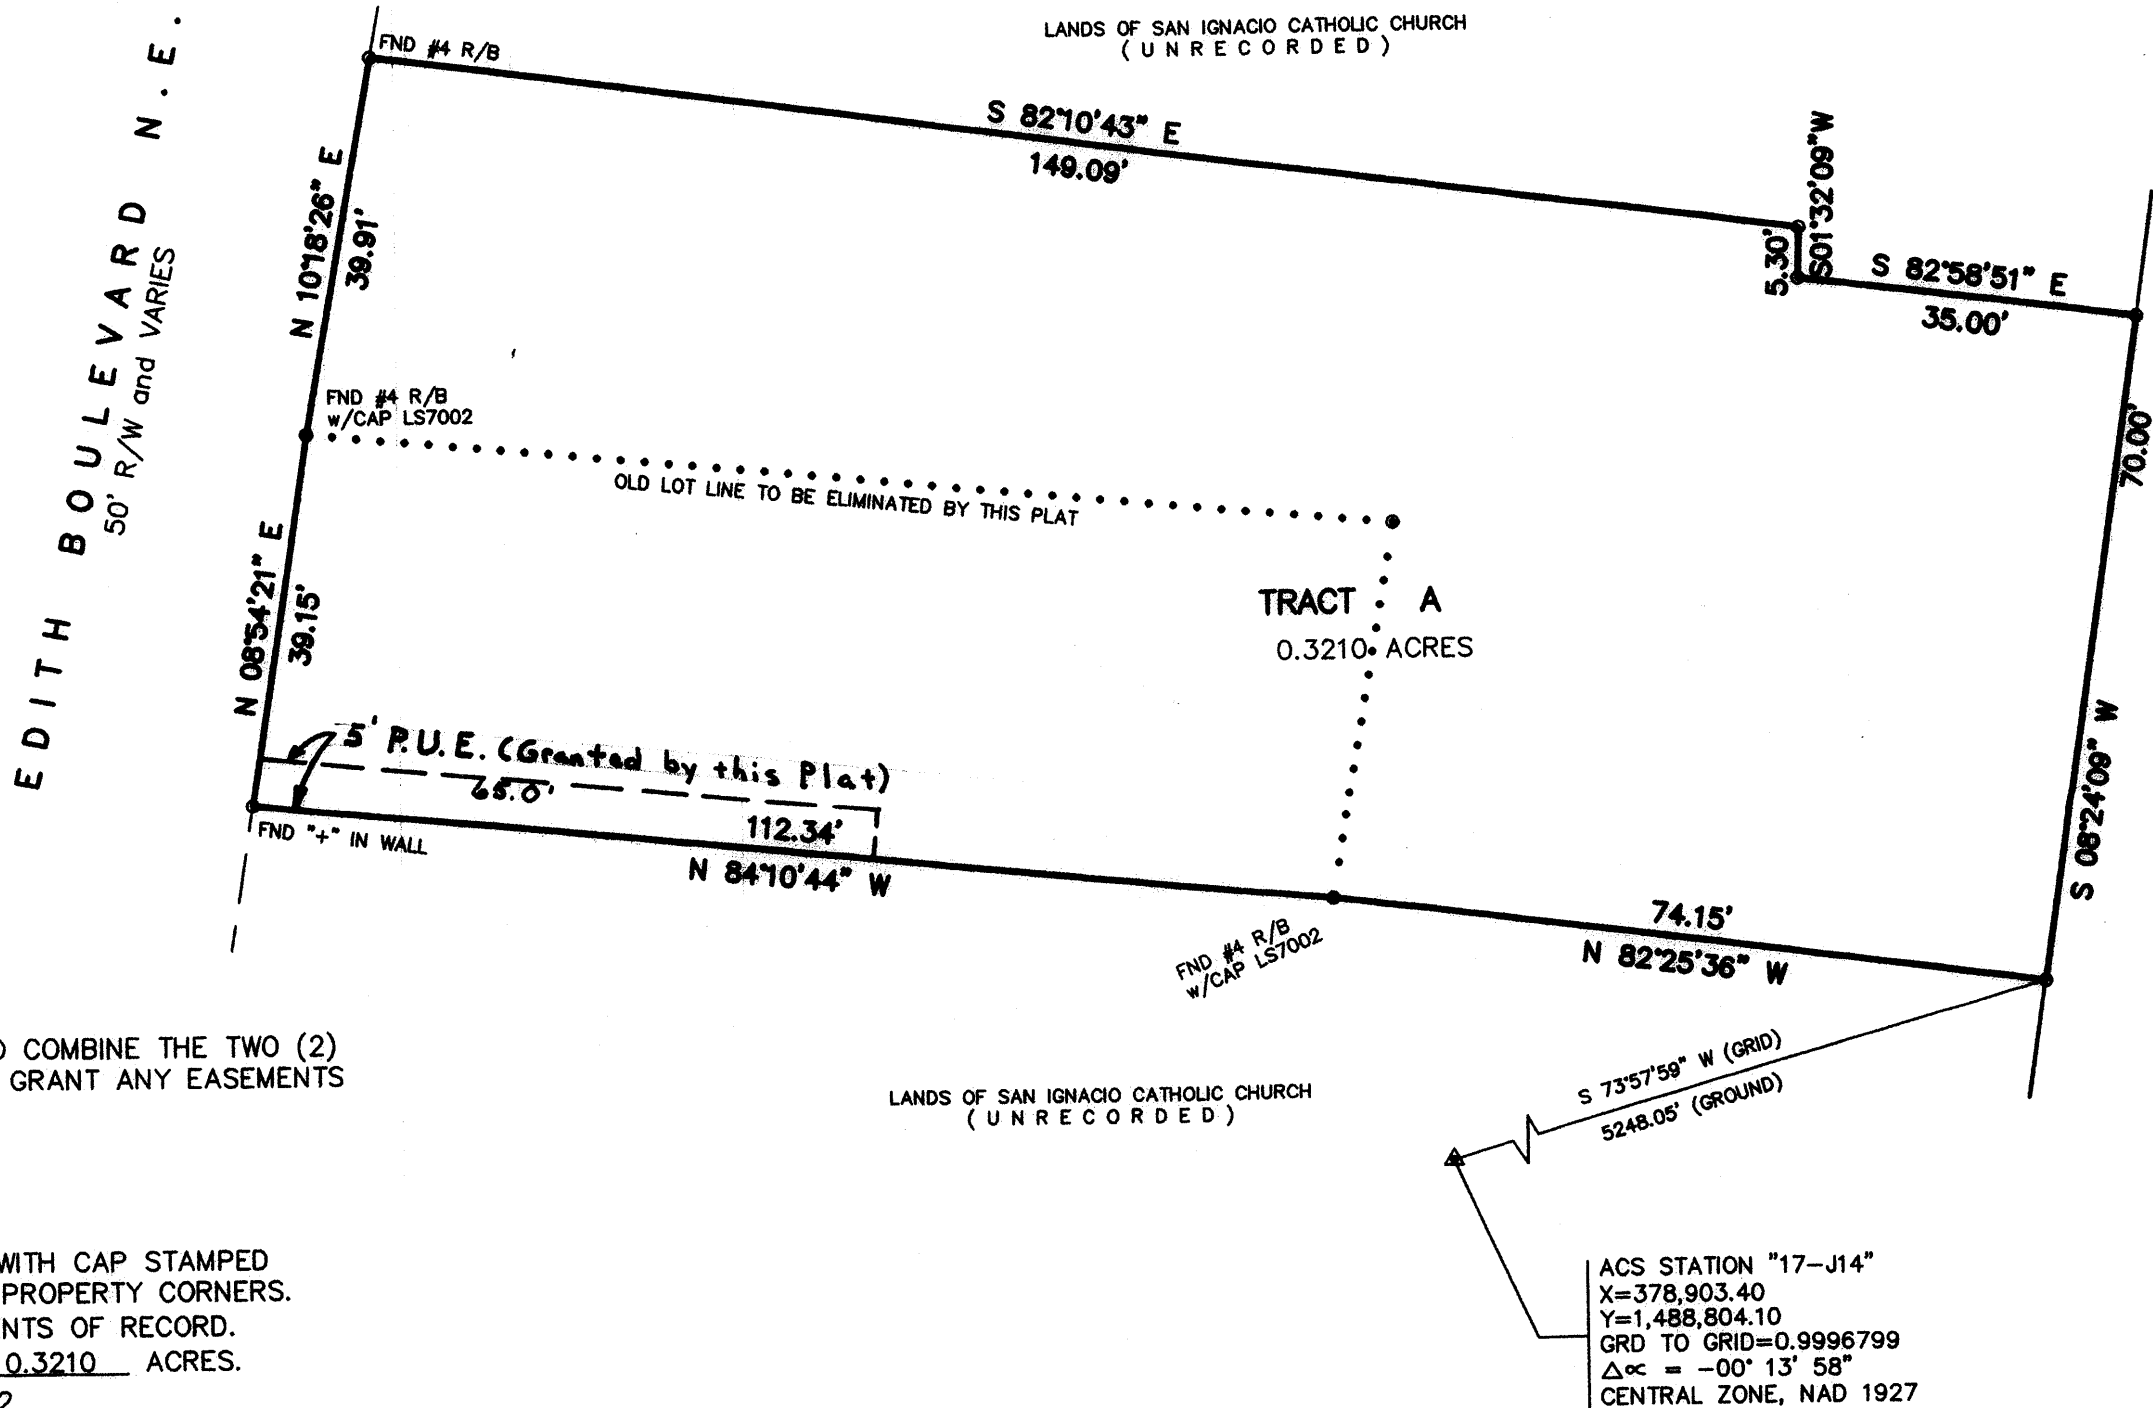 LANDS OF SAN IGNACIO CATHOLIC CHURCH
(UNRECORDED)
FND #4 R/B
S 82°10'43" E
149.09'
S01°32'09"W
5.30'
S 82°58'51" E
35.00'
EDITH BOULEVARD N.E.
50' R/W and VARIES
N 10°18'26" E
39.91'
FND #4 R/B
w/CAP LS7002
OLD LOT LINE TO BE ELIMINATED BY THIS PLAT
70.00'
S 08°24'09" W
N 08°54'21" E
39.15'
TRACT A
0.3210 ACRES
5' P.U.E. (Granted by this Plat)
65.0'
112.34'
N 84°10'44" W
FND "+" IN WALL
74.15'
N 82°25'36" W
FND #4 R/B
w/CAP LS7002
COMBINE THE TWO (2)
GRANT ANY EASEMENTS
LANDS OF SAN IGNACIO CATHOLIC CHURCH
(UNRECORDED)
S 73°57'59" W (GRID)
5248.05' (GROUND)
WITH CAP STAMPED
PROPERTY CORNERS.
NTS OF RECORD.
0.3210 ACRES.
2
ACS STATION "17-J14"
X=378,903.40
Y=1,488,804.10
GRD TO GRID=0.9996799
Δ∝ = -00° 13' 58"
CENTRAL ZONE, NAD 1927